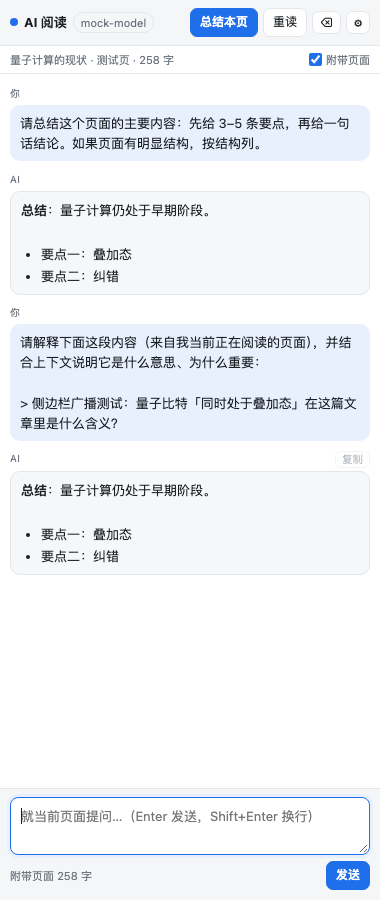 AI 阅读 mock-model 总结本页 重读
量子计算的现状 · 测试页 · 258 字 附带页面
你
请总结这个页面的主要内容：先给 3–5 条要点，再给一句
话结论。如果页面有明显结构，按结构列。
AI
总结：量子计算仍处于早期阶段。
• 要点一：叠加态
• 要点二：纠错
你
请解释下面这段内容（来自我当前正在阅读的页面），并结
合上下文说明它是什么意思、为什么重要：
> 侧边栏广播测试：量子比特「同时处于叠加态」在这篇文
章里是什么含义？
AI 复制
总结：量子计算仍处于早期阶段。
• 要点一：叠加态
• 要点二：纠错
就当前页面提问…（Enter 发送，Shift+Enter 换行）
附带页面 258 字 发送